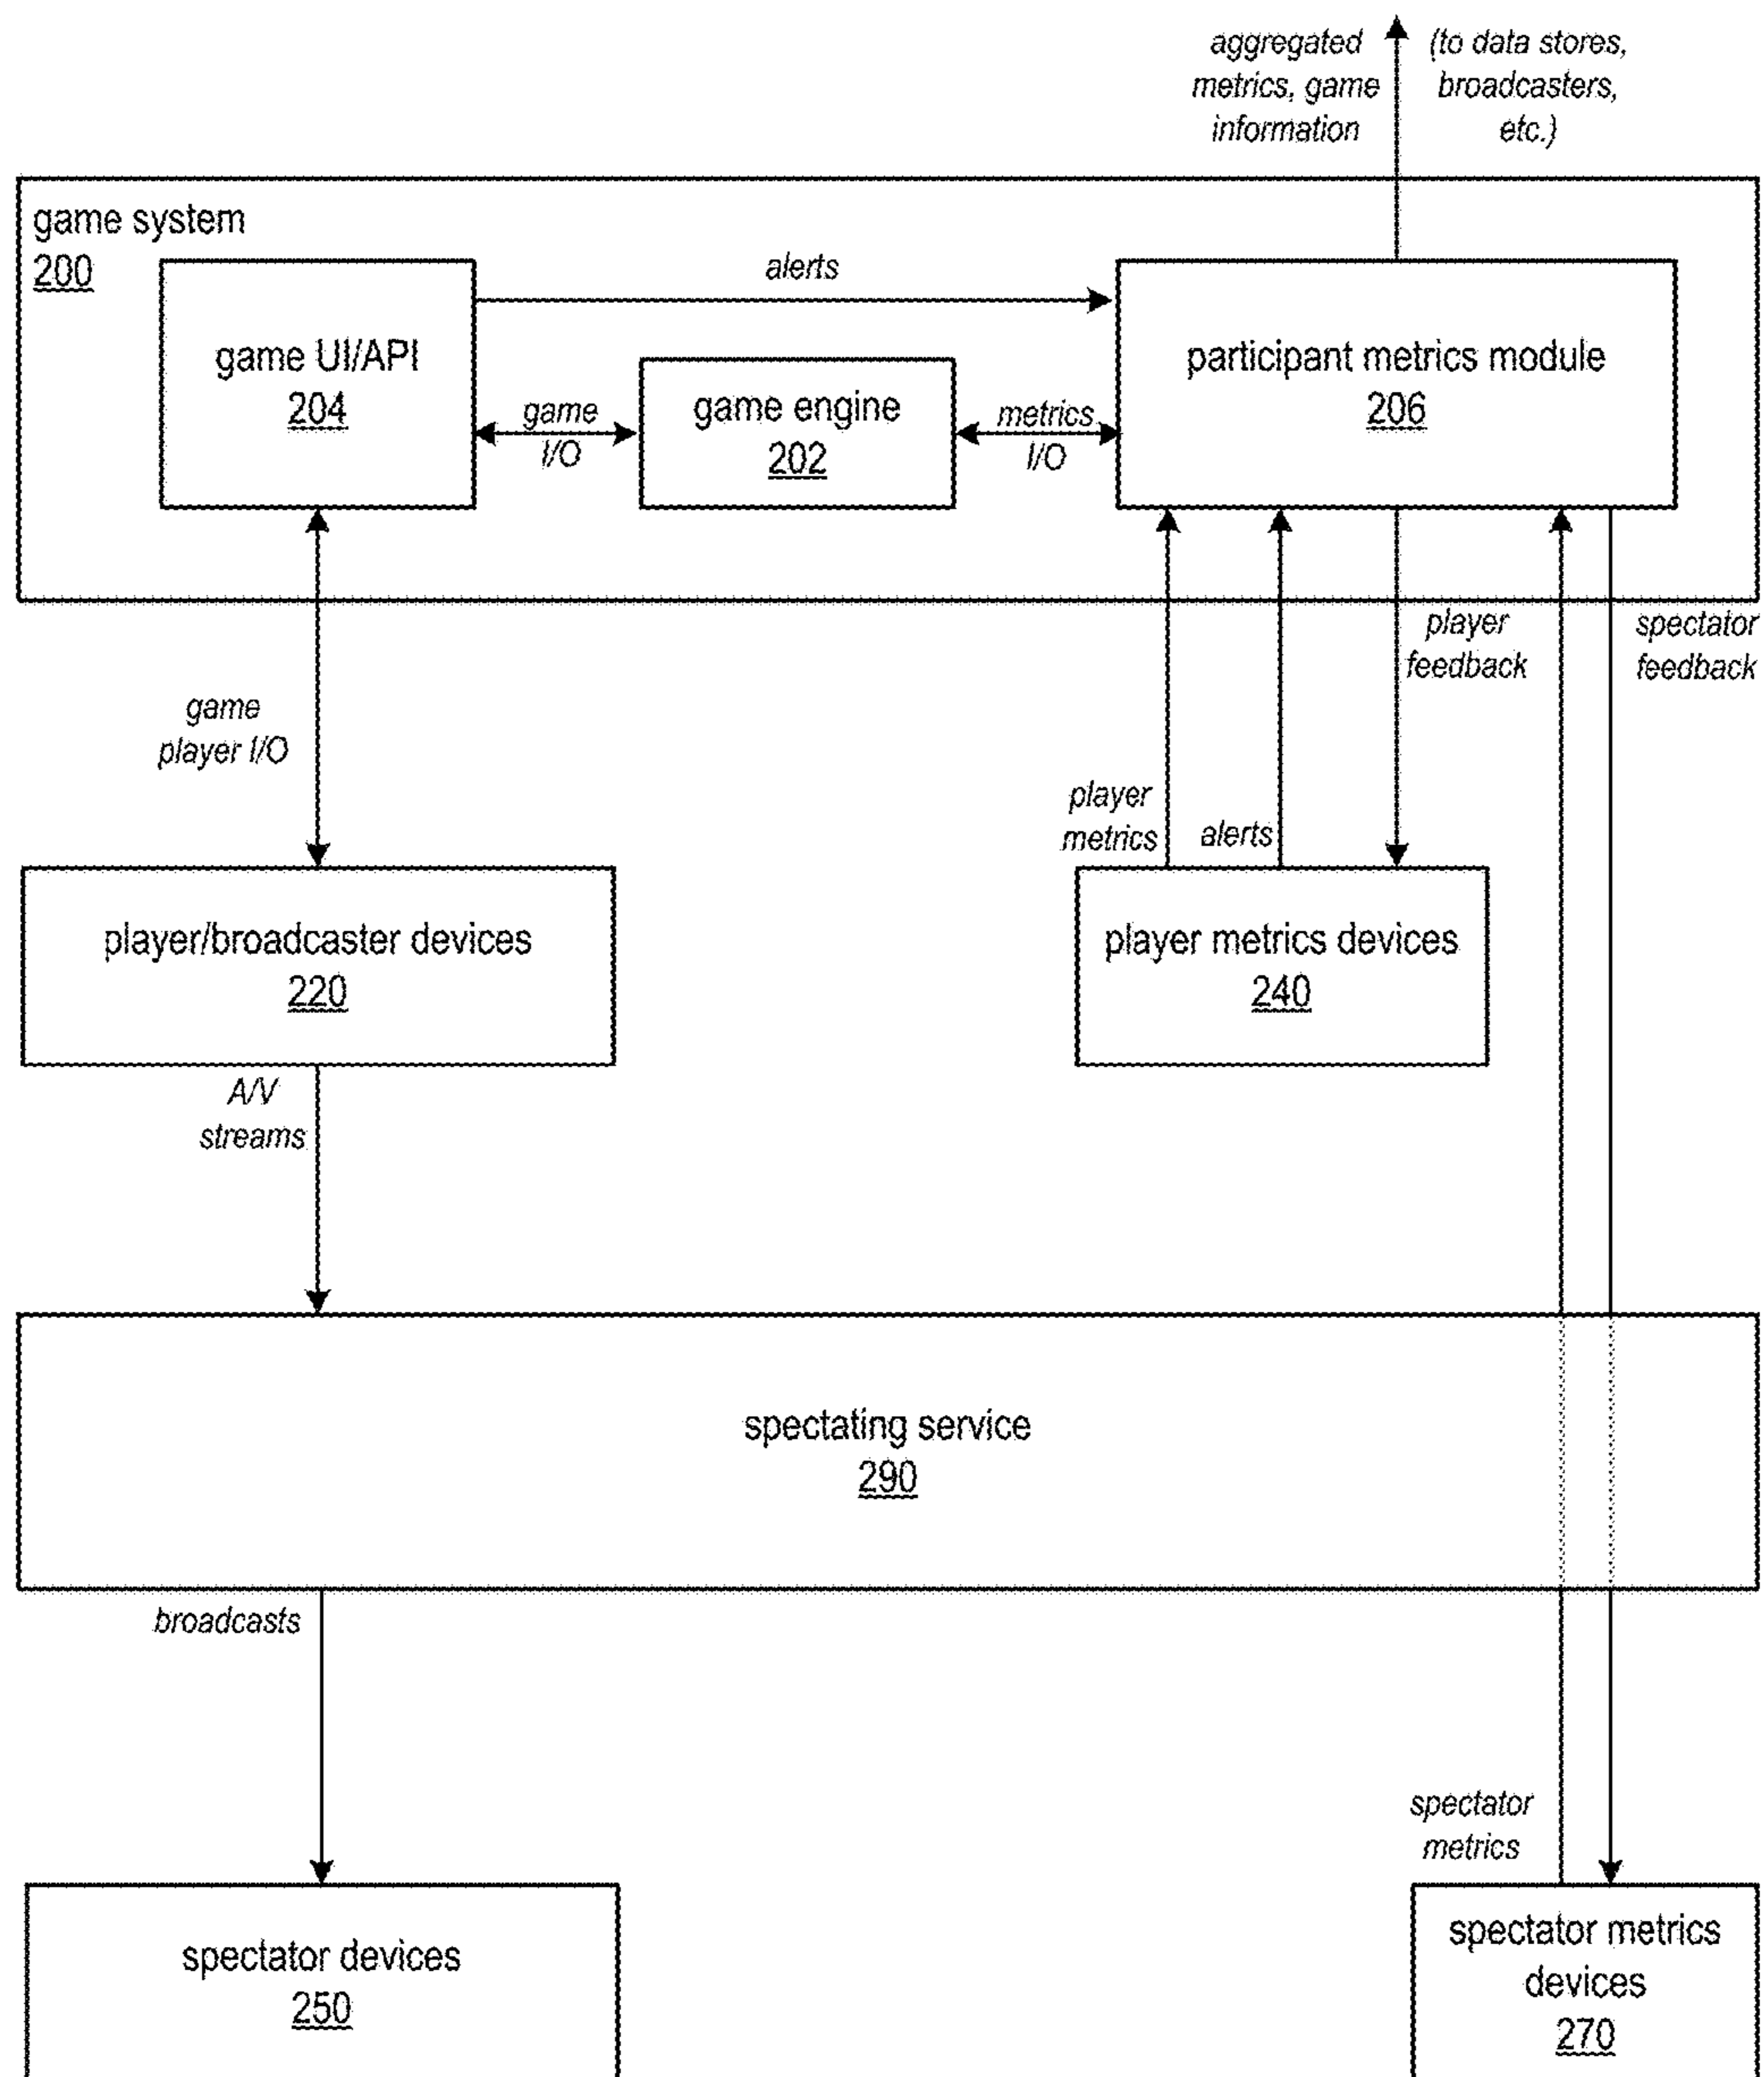 aggregated
metrics, game
information
(to data stores,
broadcasters,
etc.)
game system
200
alerts
game UI/API
204
game
I/O
game engine
202
metrics
I/O
participant metrics module
206
player
feedback
spectator
feedback
game
player I/O
player
metrics
alerts
player/broadcaster devices
220
player metrics devices
240
A/V
streams
spectating service
290
broadcasts
spectator
metrics
spectator devices
250
spectator metrics
devices
270